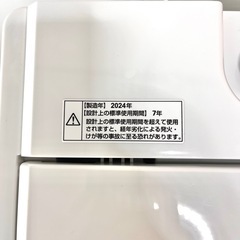 【製造年】2024年
【設計上の標準使用期間】7年
設計上の標準使用期間を超えて使用
されますと、経年劣化による発火・
けが等の事故に至る恐れがあります。